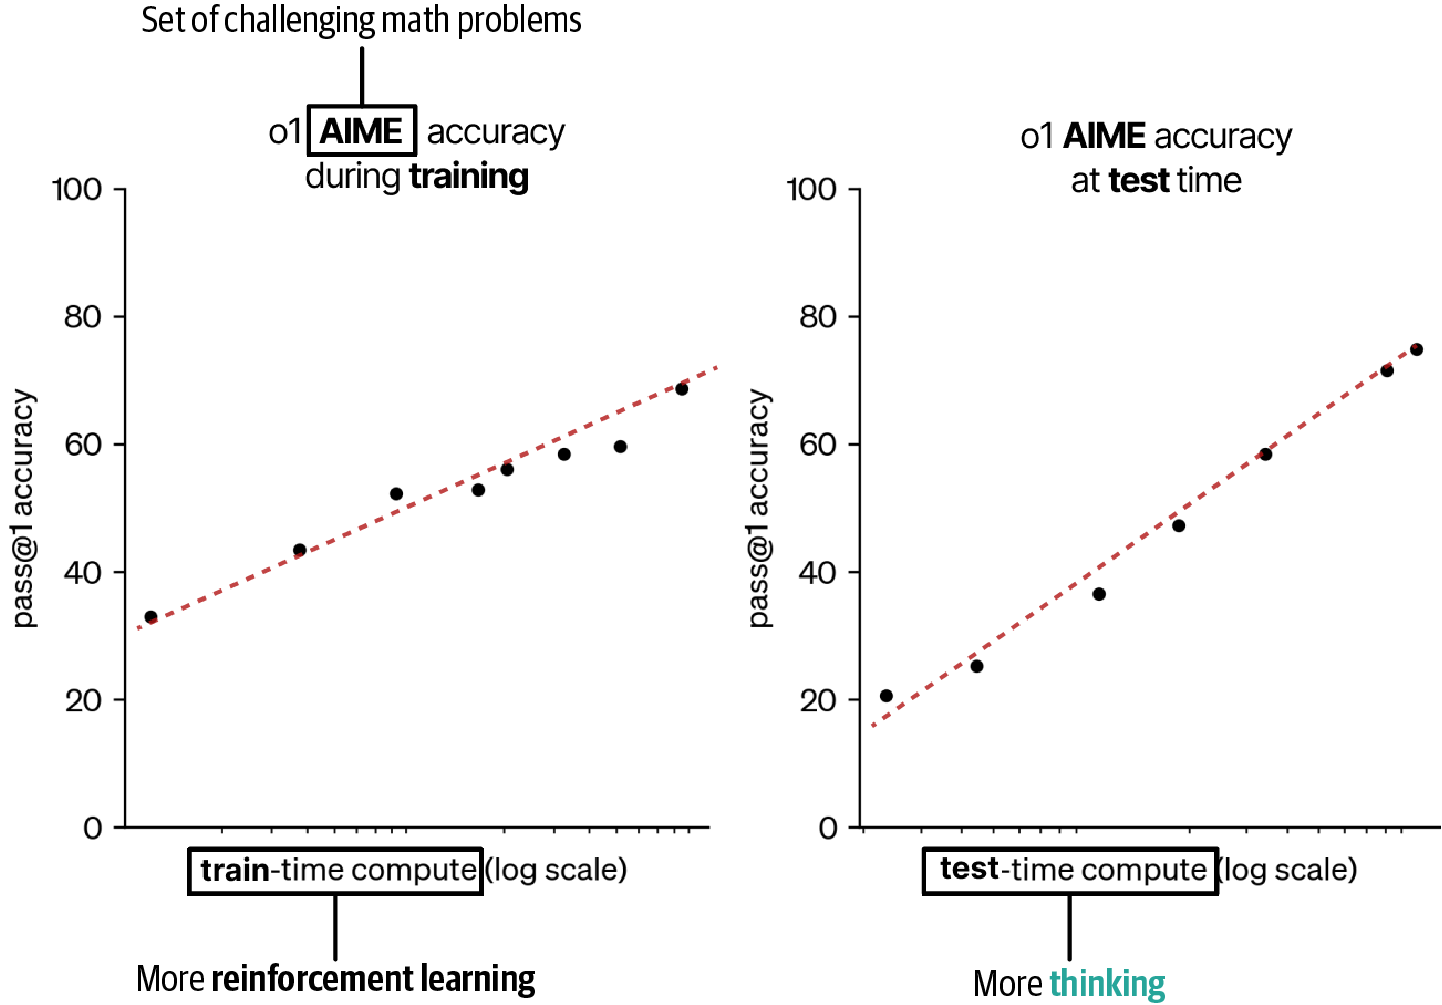 Set of challenging math problems
o1 AIME accuracy
during training
100
80
60
40
20
0
pass@1 accuracy
train-time compute (log scale)
More reinforcement learning
o1 AIME accuracy
at test time
100
80
60
40
20
0
pass@1 accuracy
test-time compute (log scale)
More thinking